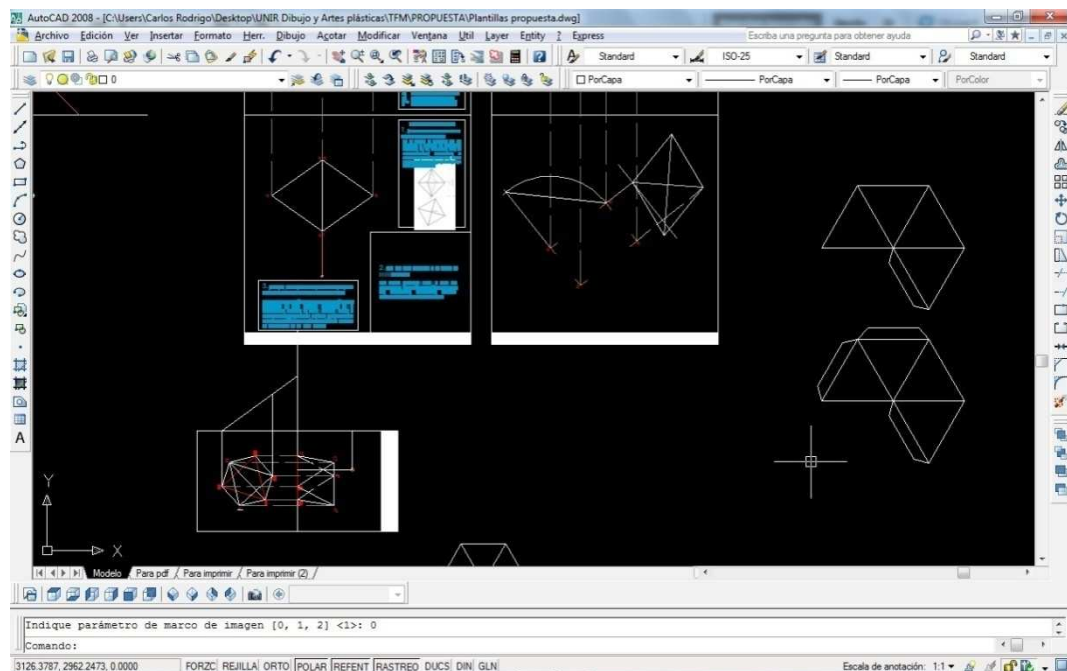 AutoCAD 2008 - [C:\Users\Carlos Rodrigo\Desktop\UNIR Dibujo y Artes plásticas\TFM\PROPUESTA\Plantillas propuesta.dwg]
Archivo Edición Ver Insertar Formato Herr. Dibujo Acotar Modificar Ventana Util Layer Entity ? Express Escriba una pregunta para obtener ayuda
Standard ISO-25 Standard Standard
0 PorCapa PorCapa PorCapa PorColor
A
Y
X
Modelo Para pdf Para imprimir Para imprimir (2)
Indique parámetro de marco de imagen [0, 1, 2] <1>: 0
Comando:
3126.3787, 2962.2473, 0.0000 FORZC REJILLA ORTO POLAR REFENT RASTREO DUCS DIN GLN Escala de anotación: 1:1